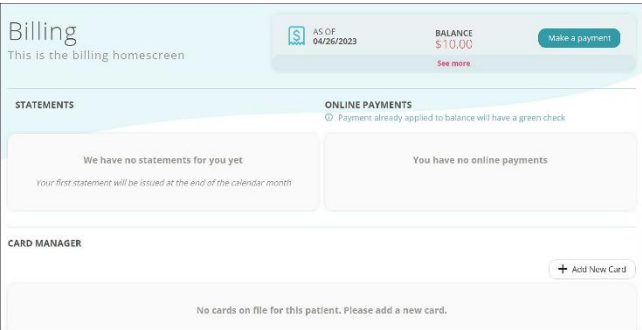 Billing
This is the billing homescreen
AS OF
04/26/2023
BALANCE
$10.00
Make a payment
See more
STATEMENTS
ONLINE PAYMENTS
Payment already applied to balance will have a green check
We have no statements for you yet
Your first statement will be issued at the end of the calendar month
You have no online payments
CARD MANAGER
+ Add New Card
No cards on file for this patient. Please add a new card.